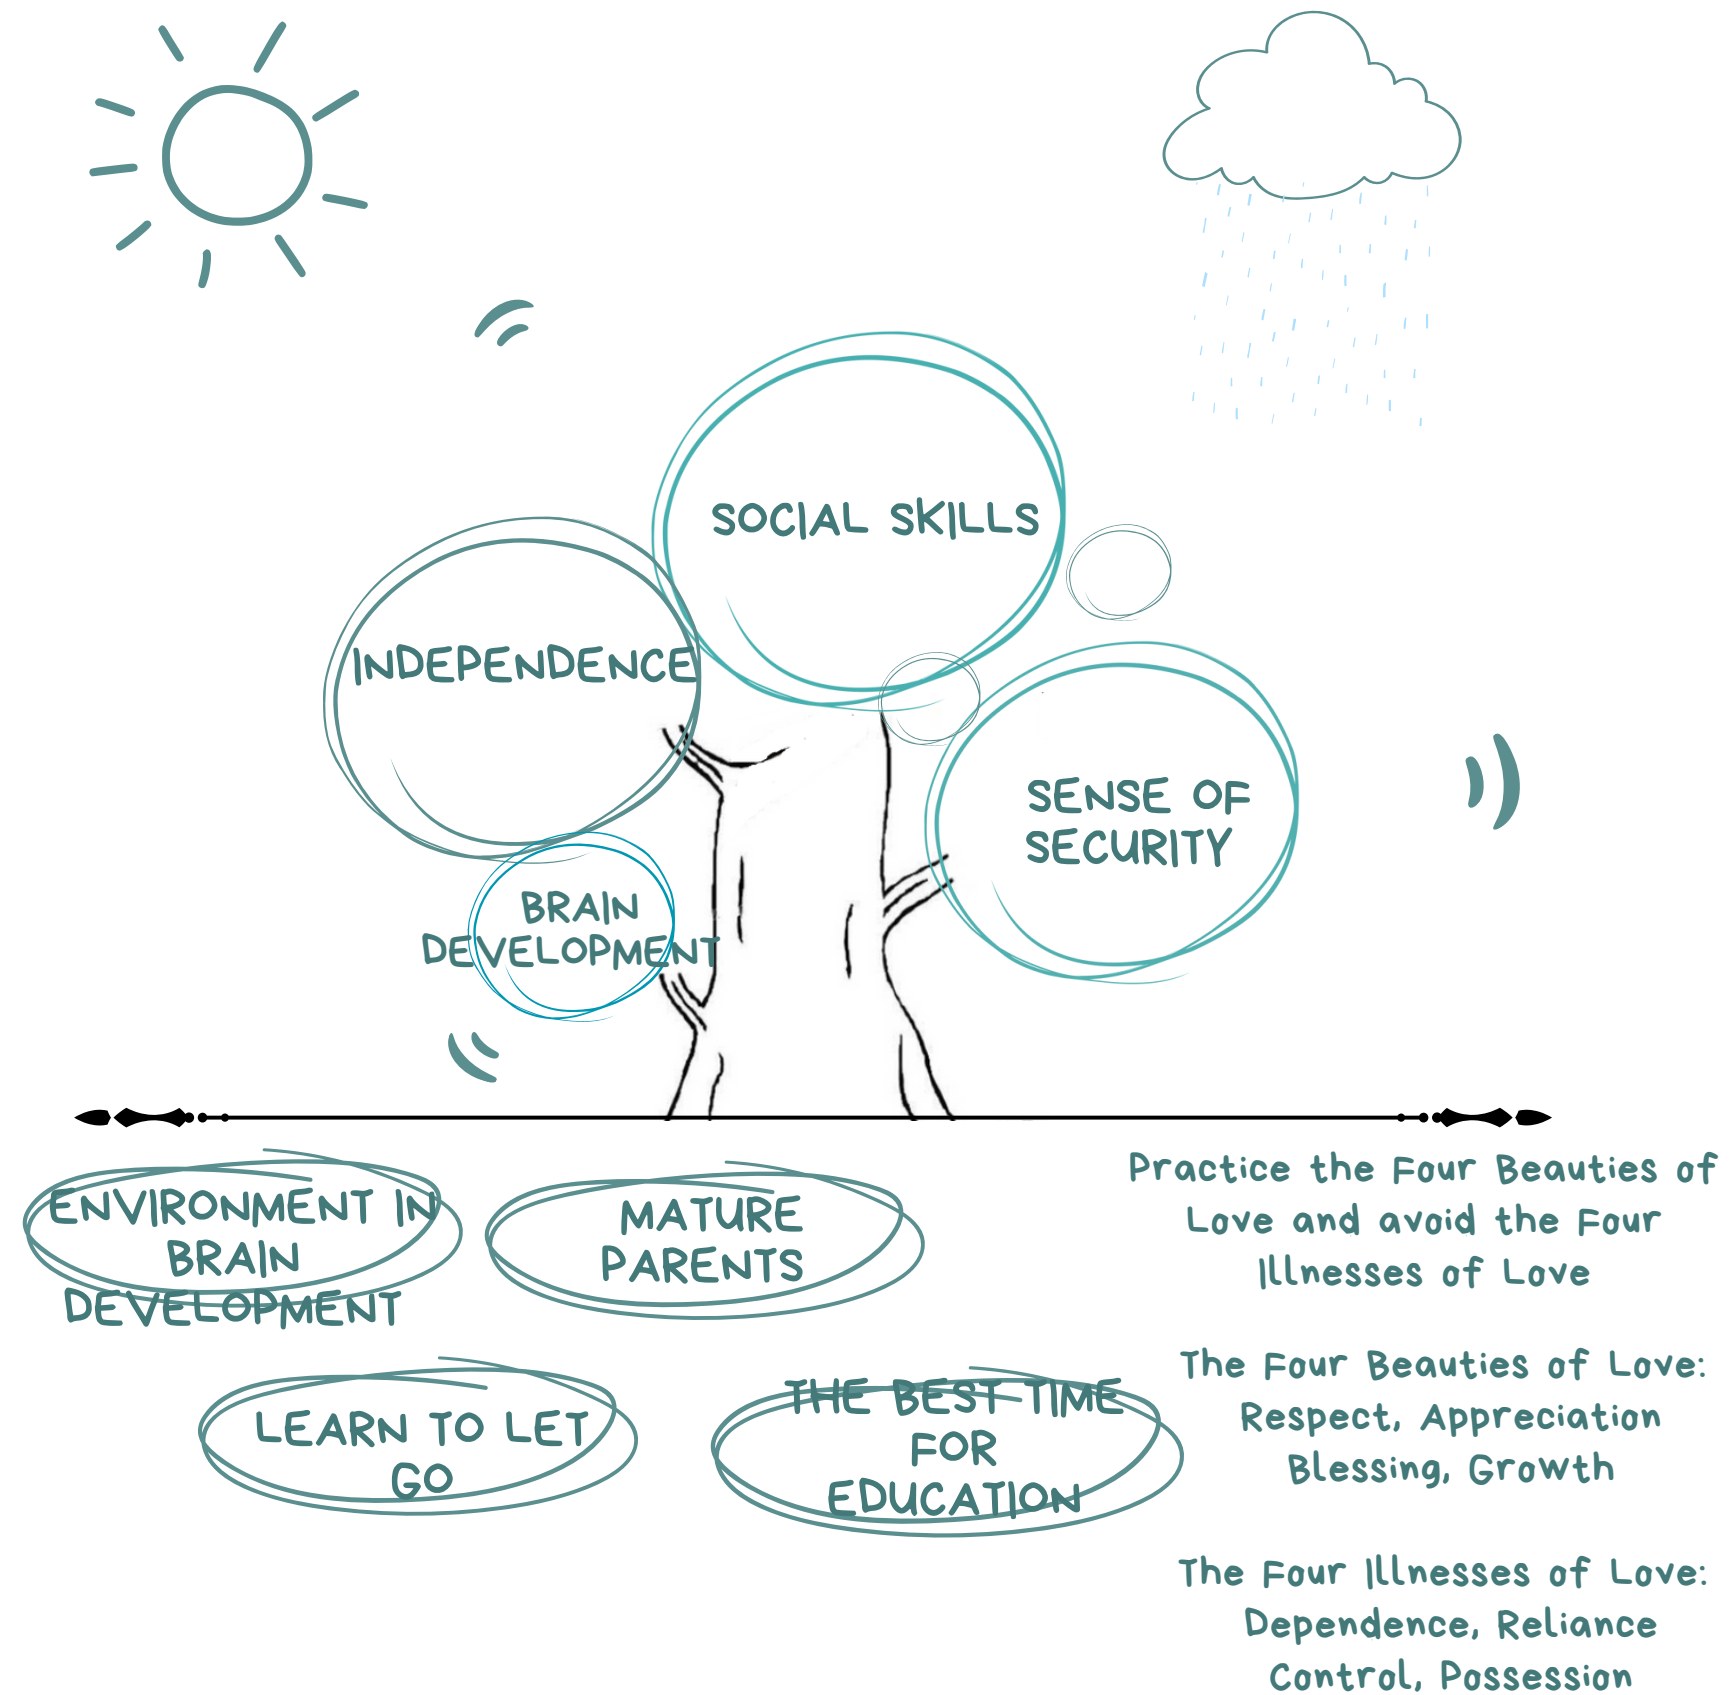 SOCIAL SKILLS
INDEPENDENCE
SENSE OF
SECURITY
BRAIN
DEVELOPMENT
ENVIRONMENT IN
BRAIN
DEVELOPMENT
MATURE
PARENTS
LEARN TO LET
GO
THE BEST TIME
FOR
EDUCATION
Practice the Four Beauties of
Love and avoid the Four
Illnesses of Love
The Four Beauties of Love:
Respect, Appreciation
Blessing, Growth
The Four Illnesses of Love:
Dependence, Reliance
Control, Possession